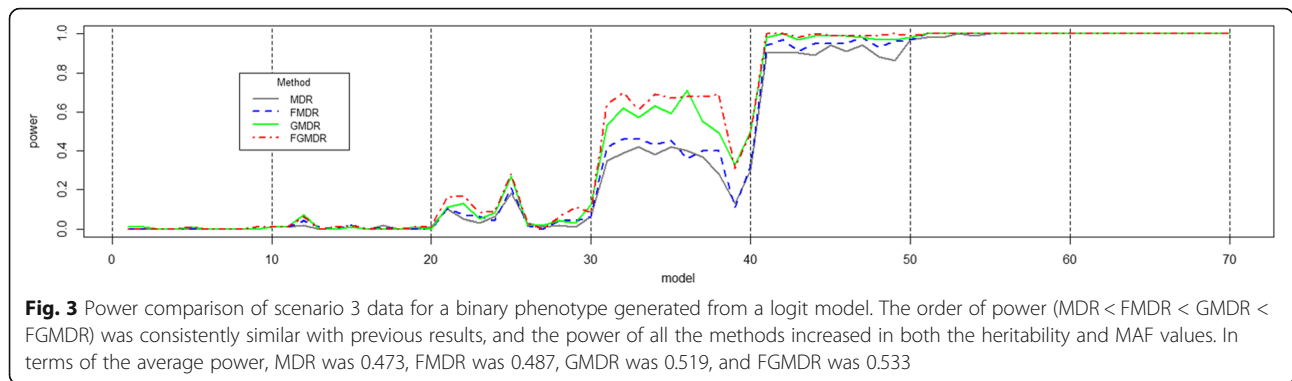 1.0
0.8
0.6
0.4
0.2
0.0
power
Method
MDR
FMDR
GMDR
FGMDR
0 10 20 30 40 50 60 70
model
Fig. 3 Power comparison of scenario 3 data for a binary phenotype generated from a logit model. The order of power (MDR < FMDR < GMDR <
FGMDR) was consistently similar with previous results, and the power of all the methods increased in both the heritability and MAF values. In
terms of the average power, MDR was 0.473, FMDR was 0.487, GMDR was 0.519, and FGMDR was 0.533